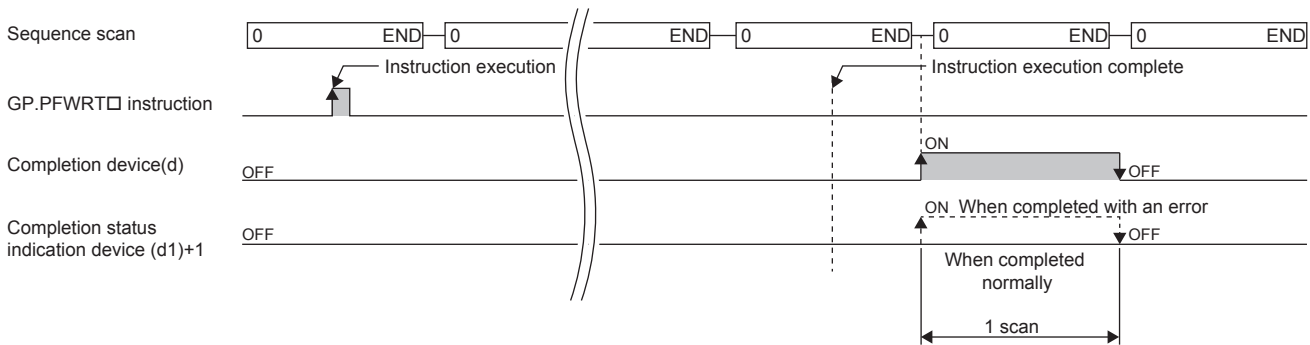 Sequence scan
0 END 0 END 0 END 0 END 0 END
Instruction execution
Instruction execution complete
GP.PFWRT□ instruction
ON
Completion device(d)
OFF
OFF
ON When completed with an error
Completion status
indication device (d1)+1
OFF
OFF
When completed
normally
1 scan